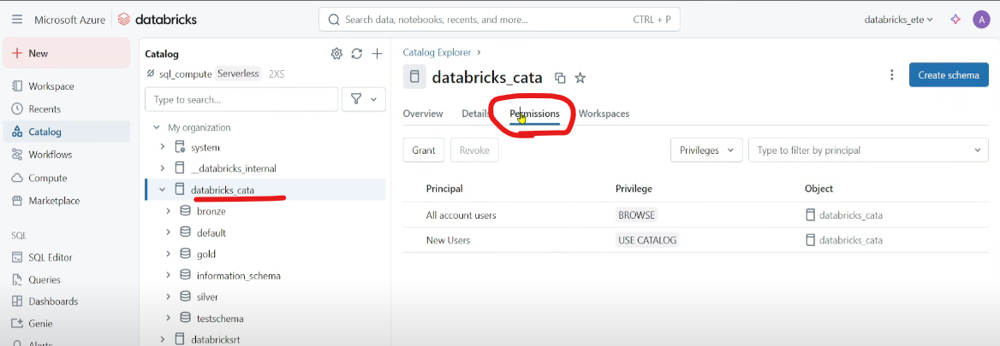 Microsoft Azure databricks Search data, notebooks, recents, and more... CTRL + P databricks_ete A
New
Workspace
Recents
Catalog
Workflows
Compute
Marketplace
SQL
SQL Editor
Queries
Dashboards
Genie
Alerts
Catalog
sql_compute Serverless 2XS
Type to search...
My organization
system
__databricks_internal
databricks_cata
bronze
default
gold
information_schema
silver
testschema
databricksrt
Catalog Explorer >
databricks_cata Create schema
Overview Details Permissions Workspaces
Grant Revoke Privileges Type to filter by principal
Principal Privilege Object
All account users BROWSE databricks_cata
New Users USE CATALOG databricks_cata